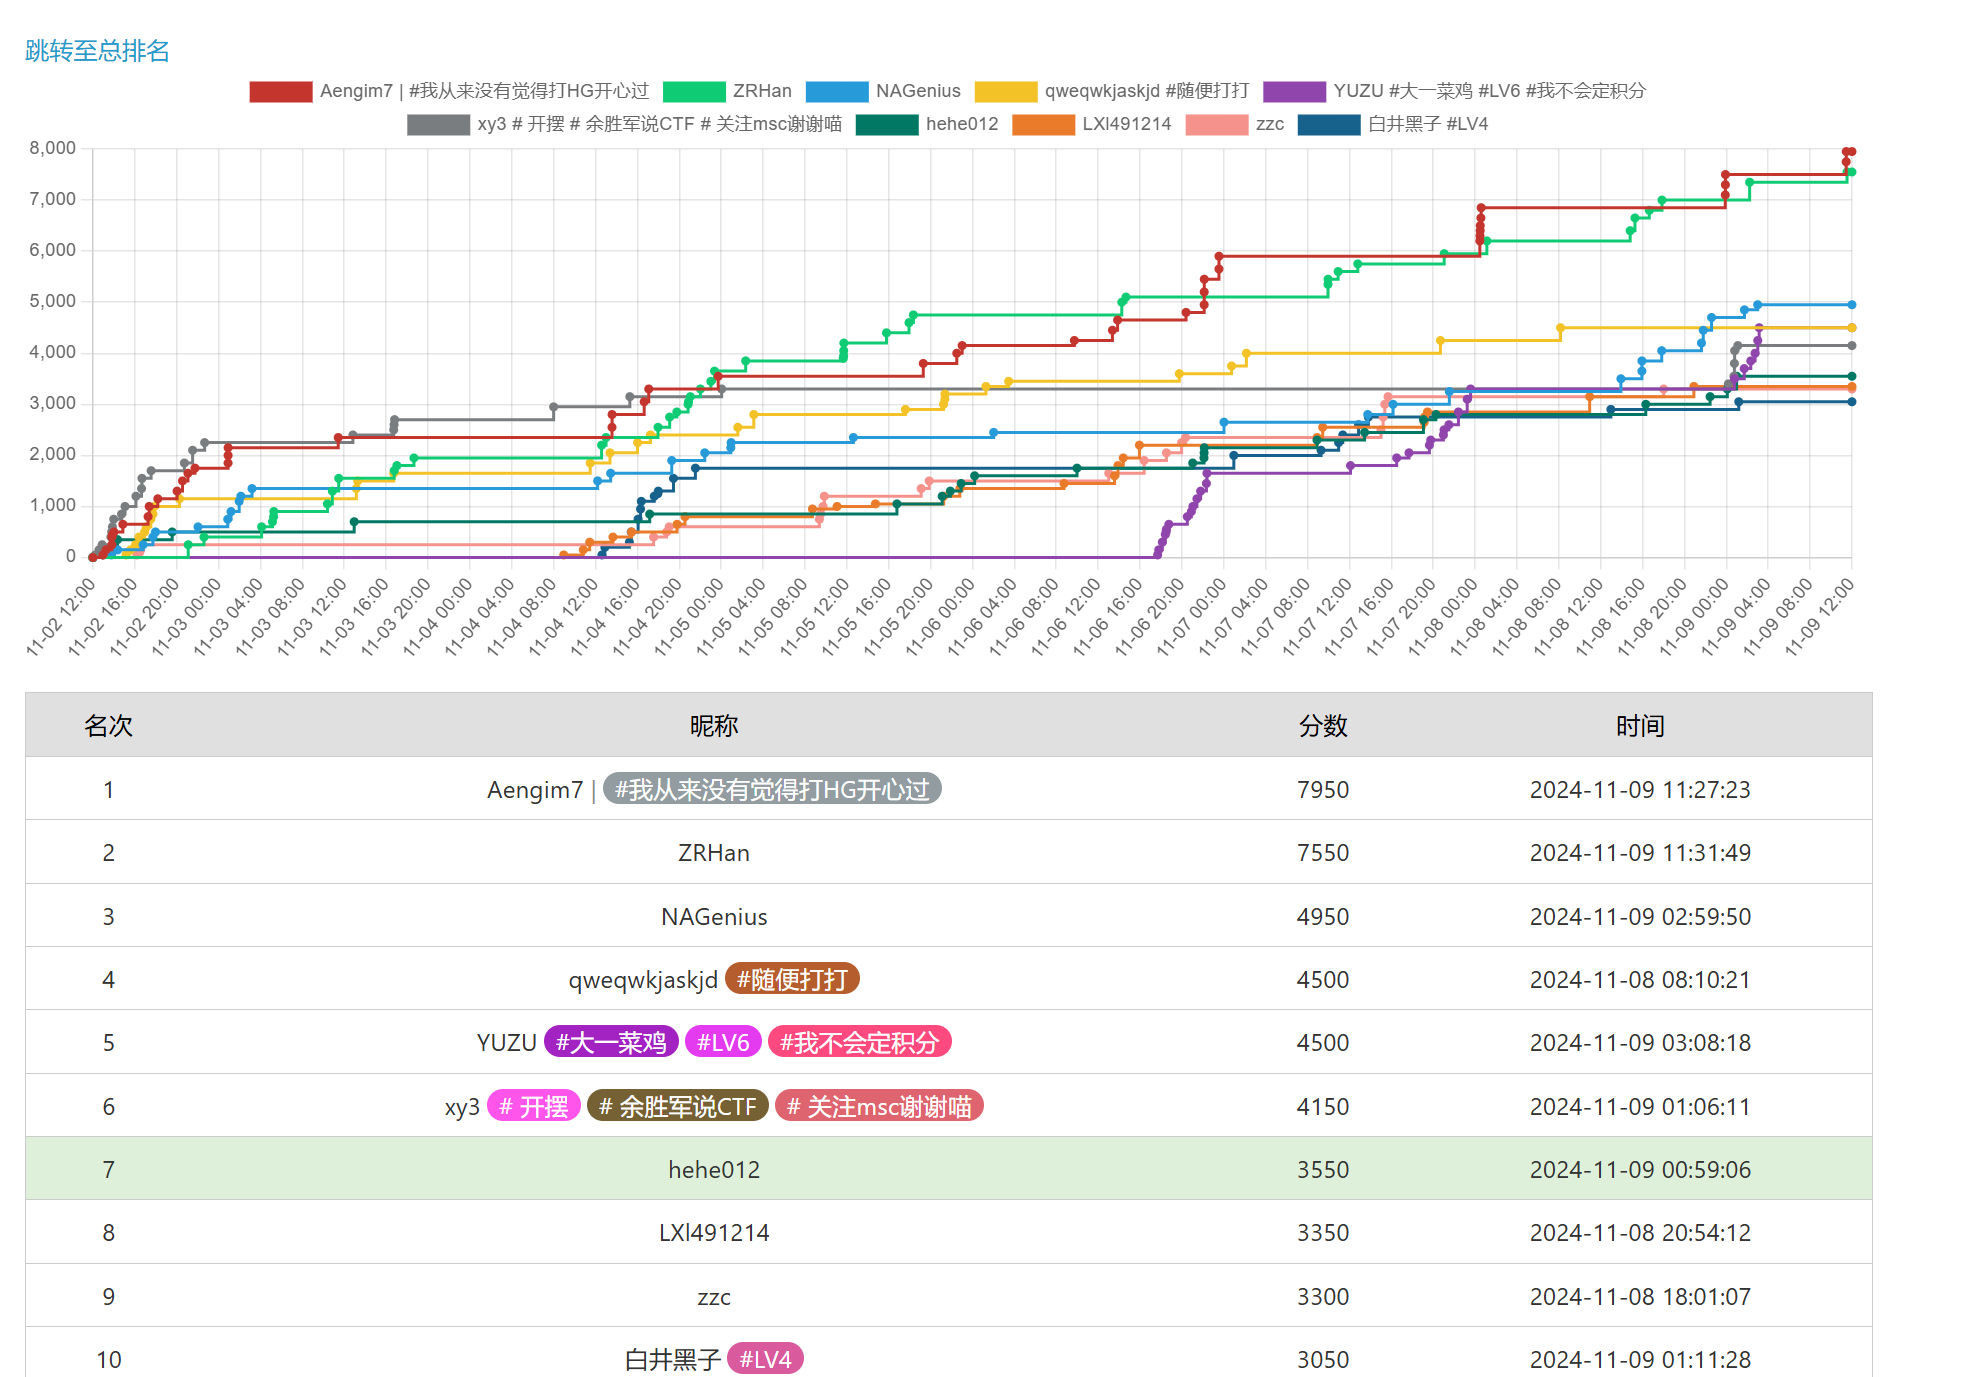 跳转至总排名
Aengim7 | #我从来没有觉得打HG开心过 ZRHan NAGenius qweqwkjaskjd #随便打打 YUZU #大一菜鸡 #LV6 #我不会定积分
xy3 # 开摆 # 余胜军说CTF # 关注msc谢谢喵 hehe012 LXl491214 zzc 白井黑子 #LV4
8,000
7,000
6,000
5,000
4,000
3,000
2,000
1,000
0
11-02 12:00 11-02 16:00 11-02 20:00 11-03 00:00 11-03 04:00 11-03 08:00 11-03 12:00 11-03 16:00 11-03 20:00 11-04 00:00 11-04 04:00 11-04 08:00 11-04 12:00 11-04 16:00 11-04 20:00 11-05 00:00 11-05 04:00 11-05 08:00 11-05 12:00 11-05 16:00 11-05 20:00 11-06 00:00 11-06 04:00 11-06 08:00 11-06 12:00 11-06 16:00 11-06 20:00 11-07 00:00 11-07 04:00 11-07 08:00 11-07 12:00 11-07 16:00 11-07 20:00 11-08 00:00 11-08 04:00 11-08 08:00 11-08 12:00 11-08 16:00 11-08 20:00 11-09 00:00 11-09 04:00 11-09 08:00 11-09 12:00
名次 昵称 分数 时间
1 Aengim7 | #我从来没有觉得打HG开心过 7950 2024-11-09 11:27:23
2 ZRHan 7550 2024-11-09 11:31:49
3 NAGenius 4950 2024-11-09 02:59:50
4 qweqwkjaskjd #随便打打 4500 2024-11-08 08:10:21
5 YUZU #大一菜鸡 #LV6 #我不会定积分 4500 2024-11-09 03:08:18
6 xy3 # 开摆 # 余胜军说CTF # 关注msc谢谢喵 4150 2024-11-09 01:06:11
7 hehe012 3550 2024-11-09 00:59:06
8 LXl491214 3350 2024-11-08 20:54:12
9 zzc 3300 2024-11-08 18:01:07
10 白井黑子 #LV4 3050 2024-11-09 01:11:28